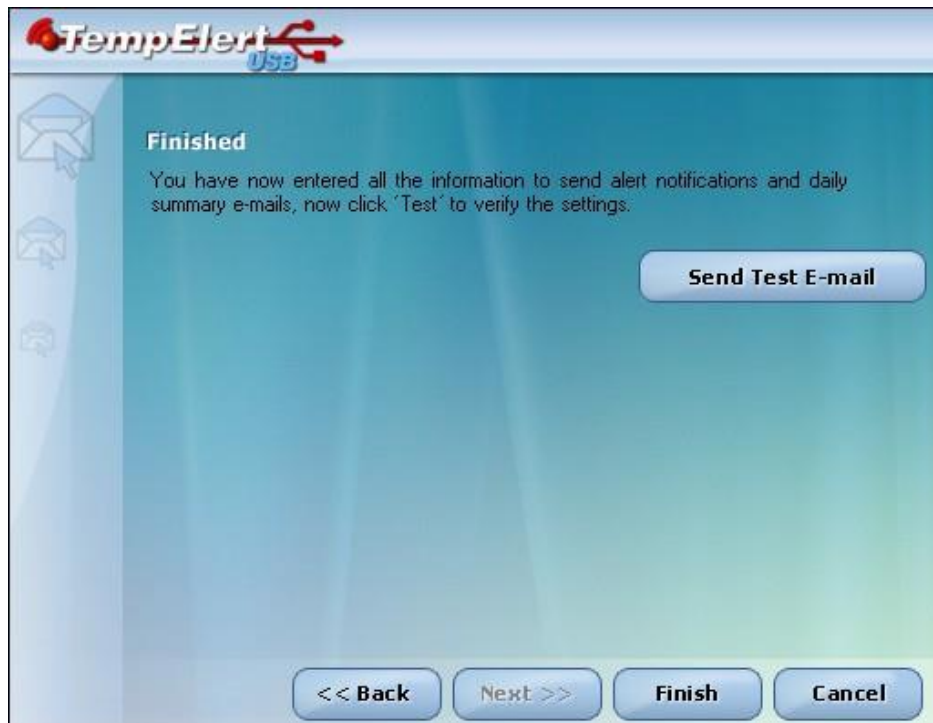 TempElert
USB
Finished
You have now entered all the information to send alert notifications and daily
summary e-mails, now click ´Test´ to verify the settings.
Send Test E-mail
<< Back
Next >>
Finish
Cancel